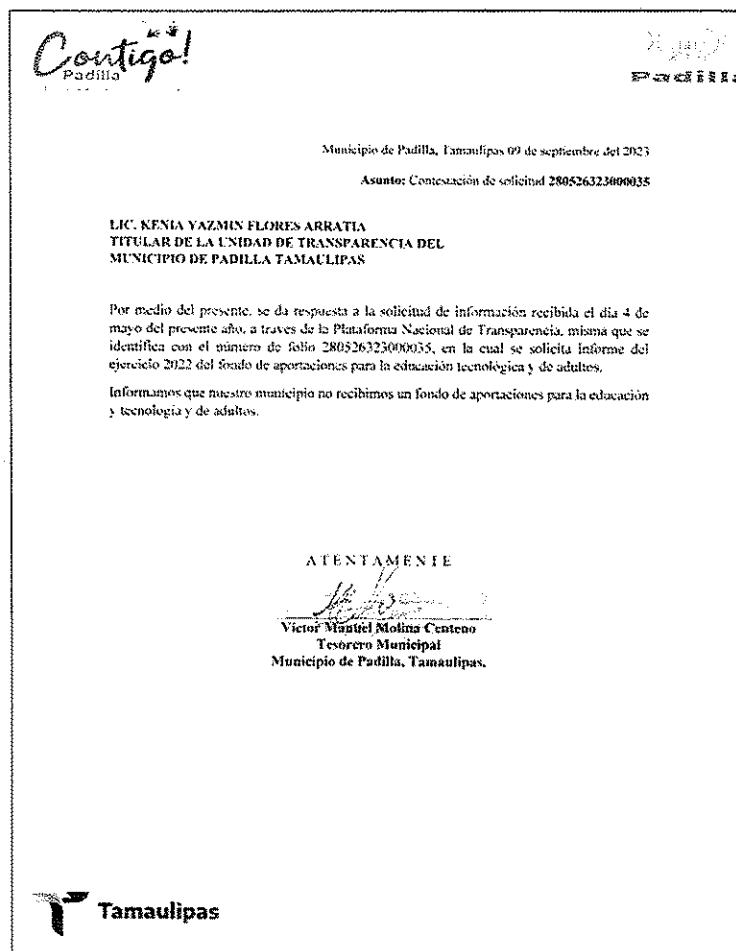 Contigo!
Padilla
Padilla
Municipio de Padilla, Tamaulipas 09 de septiembre del 2023
Asunto: Contestación de solicitud 280526323000035
LIC. KENIA YAZMIN FLORES ARRATIA
TITULAR DE LA UNIDAD DE TRANSPARENCIA DEL
MUNICIPIO DE PADILLA TAMAULIPAS
Por medio del presente, se da respuesta a la solicitud de información recibida el día 4 de
mayo del presente año, a traves de la Plataforma Nacional de Transparencia, misma que se
identifica con el número de folio 280526323000035, en la cual se solicita informe del
ejercicio 2022 del fondo de aportaciones para la educación tecnológica y de adultos.
Informamos que nuestro municipio no recibimos un fondo de aportaciones para la educación
y tecnología y de adultos.
ATENTAMENTE
Victor Manuel Molina Centeno
Tesorero Municipal
Municipio de Padilla, Tamaulipas.
Tamaulipas